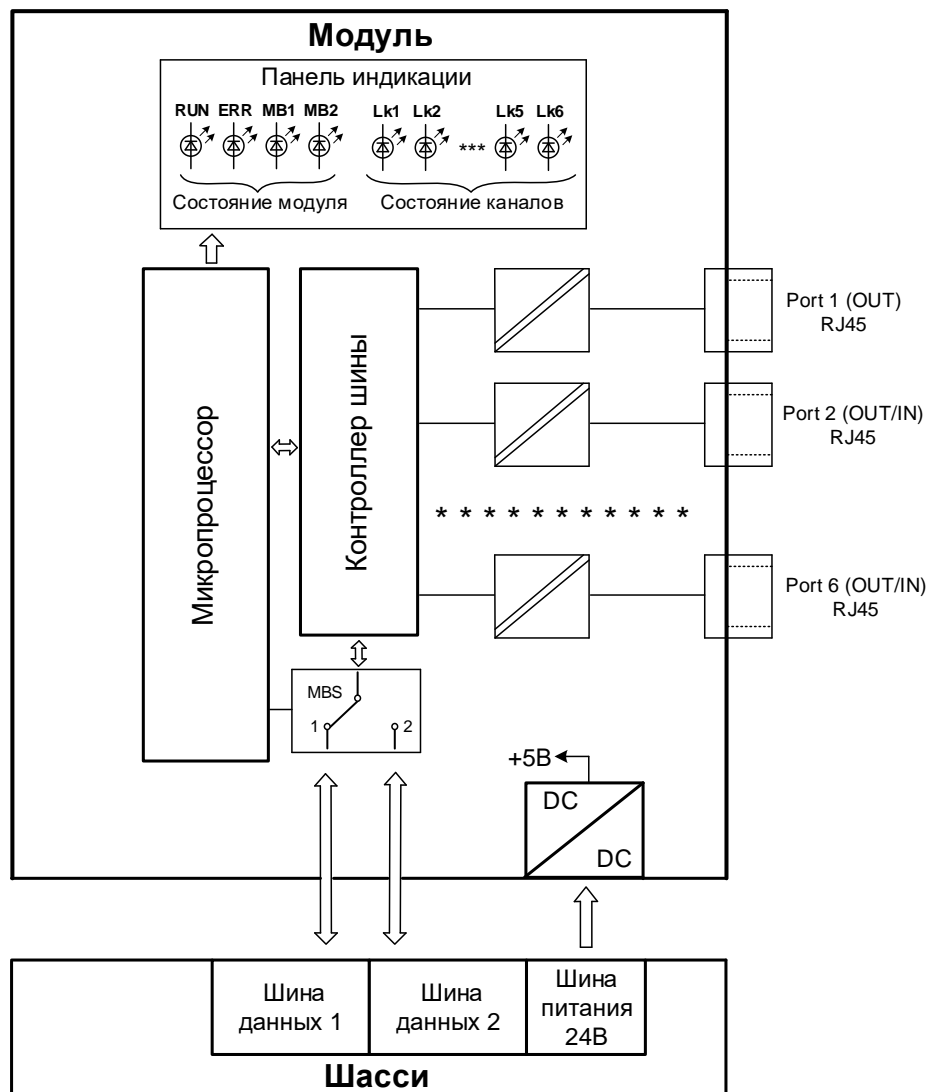 Модуль
Панель индикации
RUN ERR MB1 MB2 Lk1 Lk2 Lk5 Lk6
***
Состояние модуля Состояние каналов
Микропроцессор
Контроллер шины
Port 1 (OUT)
RJ45
Port 2 (OUT/IN)
RJ45
* * * * * * * * * * *
Port 6 (OUT/IN)
RJ45
MBS
1 2
+5В
DC
DC
Шина
данных 1
Шина
данных 2
Шина
питания
24В
Шасси